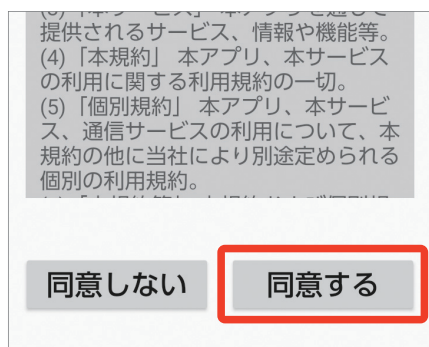 提供されるサービス、情報や機能等。
(4)「本規約」 本アプリ、本サービス
の利用に関する利用規約の一切。
(5)「個別規約」 本アプリ、本サービ
ス、通信サービスの利用について、本
規約の他に当社により別途定められる
個別の利用規約。
同意しない 同意する